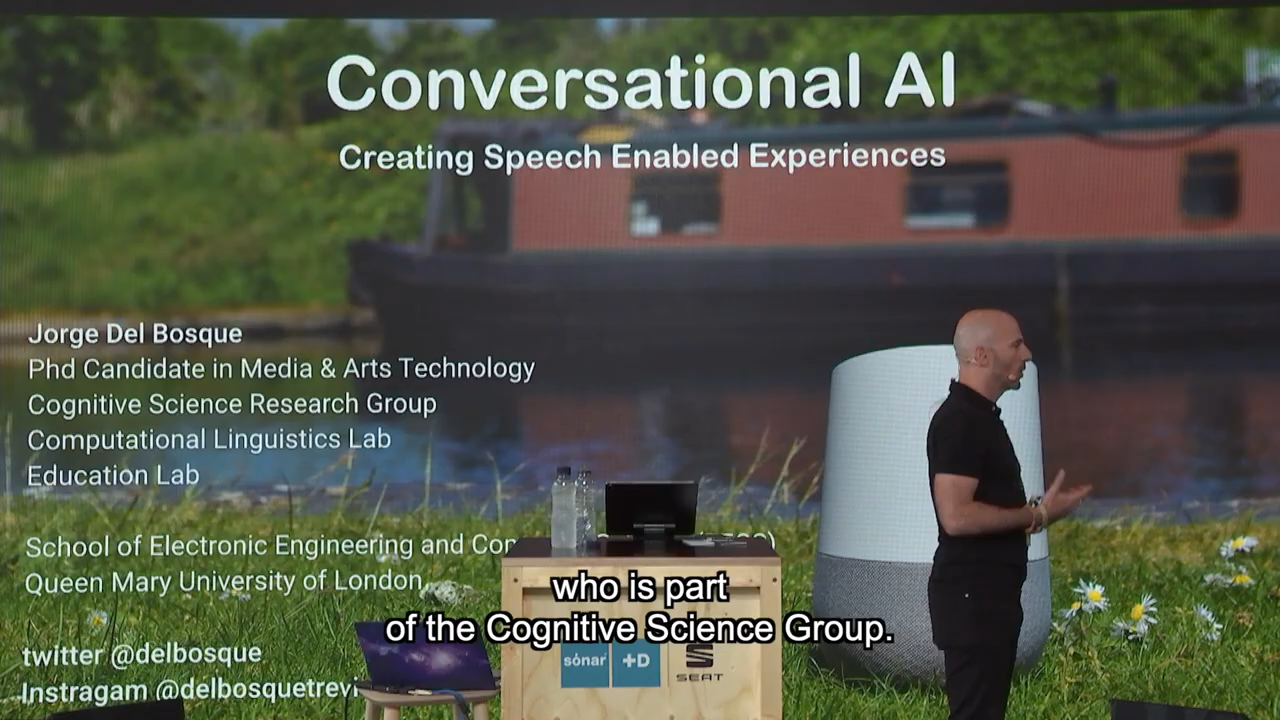 Conversational AI
Creating Speech Enabled Experiences
Jorge Del Bosque
Phd Candidate in Media & Arts Technology
Cognitive Science Research Group
Computational Linguistics Lab
Education Lab
School of Electronic Engineering and
Queen Mary University of London
who is part
of the Cognitive Science Group.
twitter @delbosque
Instragam @delbosquetrevi
sónar +D
SEAT